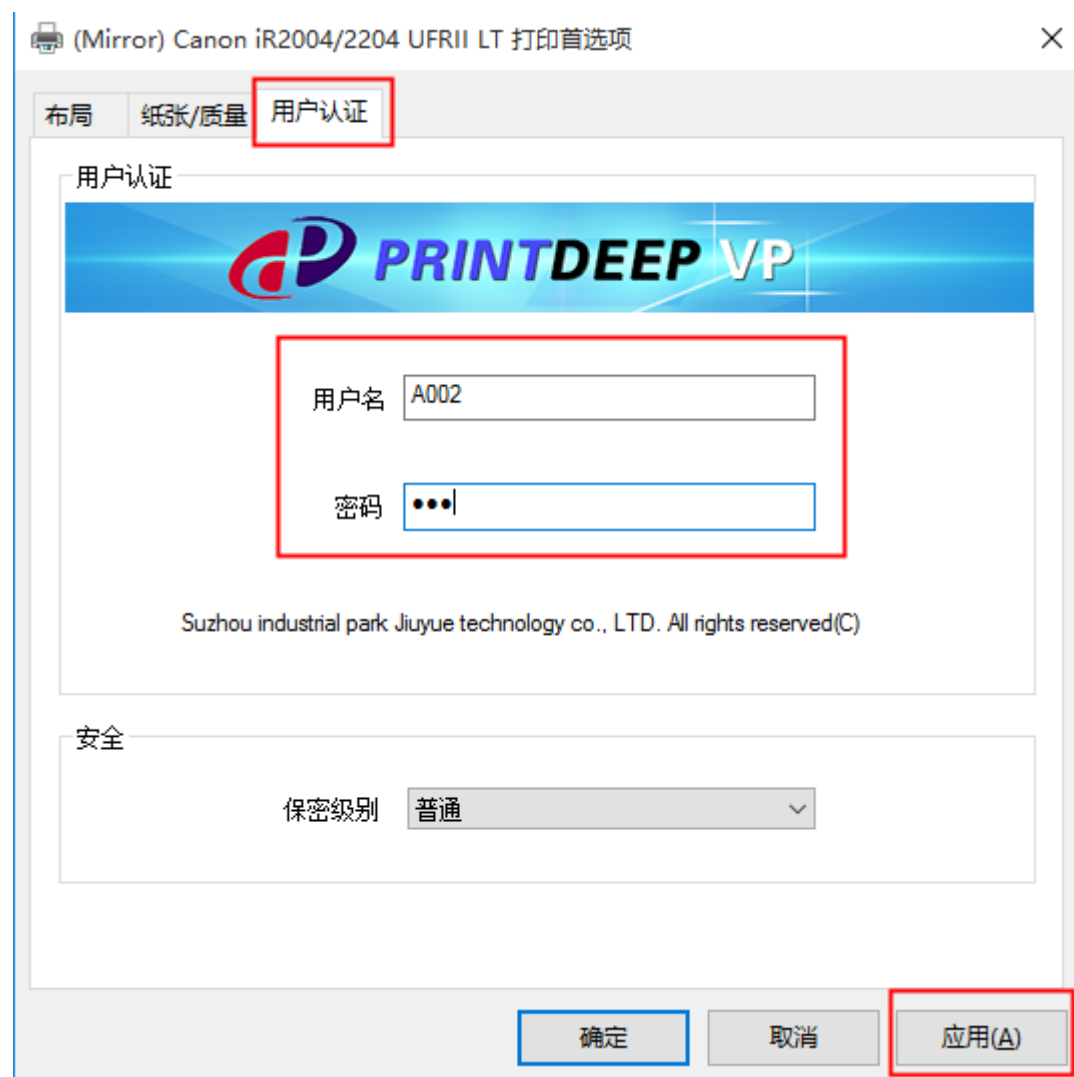 (Mirror) Canon iR2004/2204 UFRII LT 打印首选项
布局 纸张/质量 用户认证
用户认证
PRINTDEEP VP
用户名 A002
密码 •••
Suzhou industrial park Jiuyue technology co., LTD. All rights reserved(C)
安全
保密级别 普通
确定 取消 应用(A)